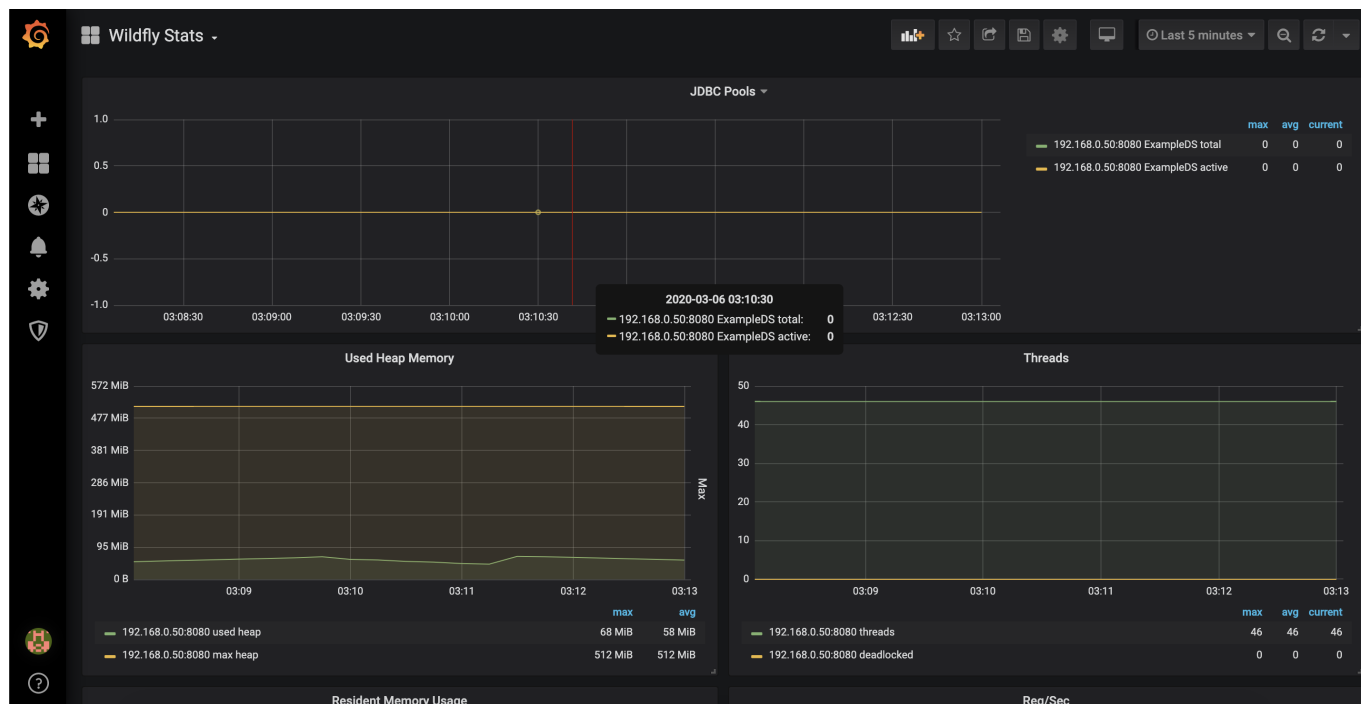 Wildfly Stats
Last 5 minutes
JDBC Pools
1.0
0.5
0
-0.5
-1.0
03:08:30 03:09:00 03:09:30 03:10:00 03:10:30 03:12:30 03:13:00
max avg current
192.168.0.50:8080 ExampleDS total 0 0 0
192.168.0.50:8080 ExampleDS active 0 0 0
2020-03-06 03:10:30
192.168.0.50:8080 ExampleDS total: 0
192.168.0.50:8080 ExampleDS active: 0
Used Heap Memory
572 MiB
477 MiB
381 MiB
286 MiB
191 MiB
95 MiB
0 B
Max
03:09 03:10 03:11 03:12 03:13
max avg
192.168.0.50:8080 used heap 68 MiB 58 MiB
192.168.0.50:8080 max heap 512 MiB 512 MiB
Threads
50
40
30
20
10
0
03:09 03:10 03:11 03:12 03:13
max avg current
192.168.0.50:8080 threads 46 46 46
192.168.0.50:8080 deadlocked 0 0 0
Resident Memory Usage
Req/Sec